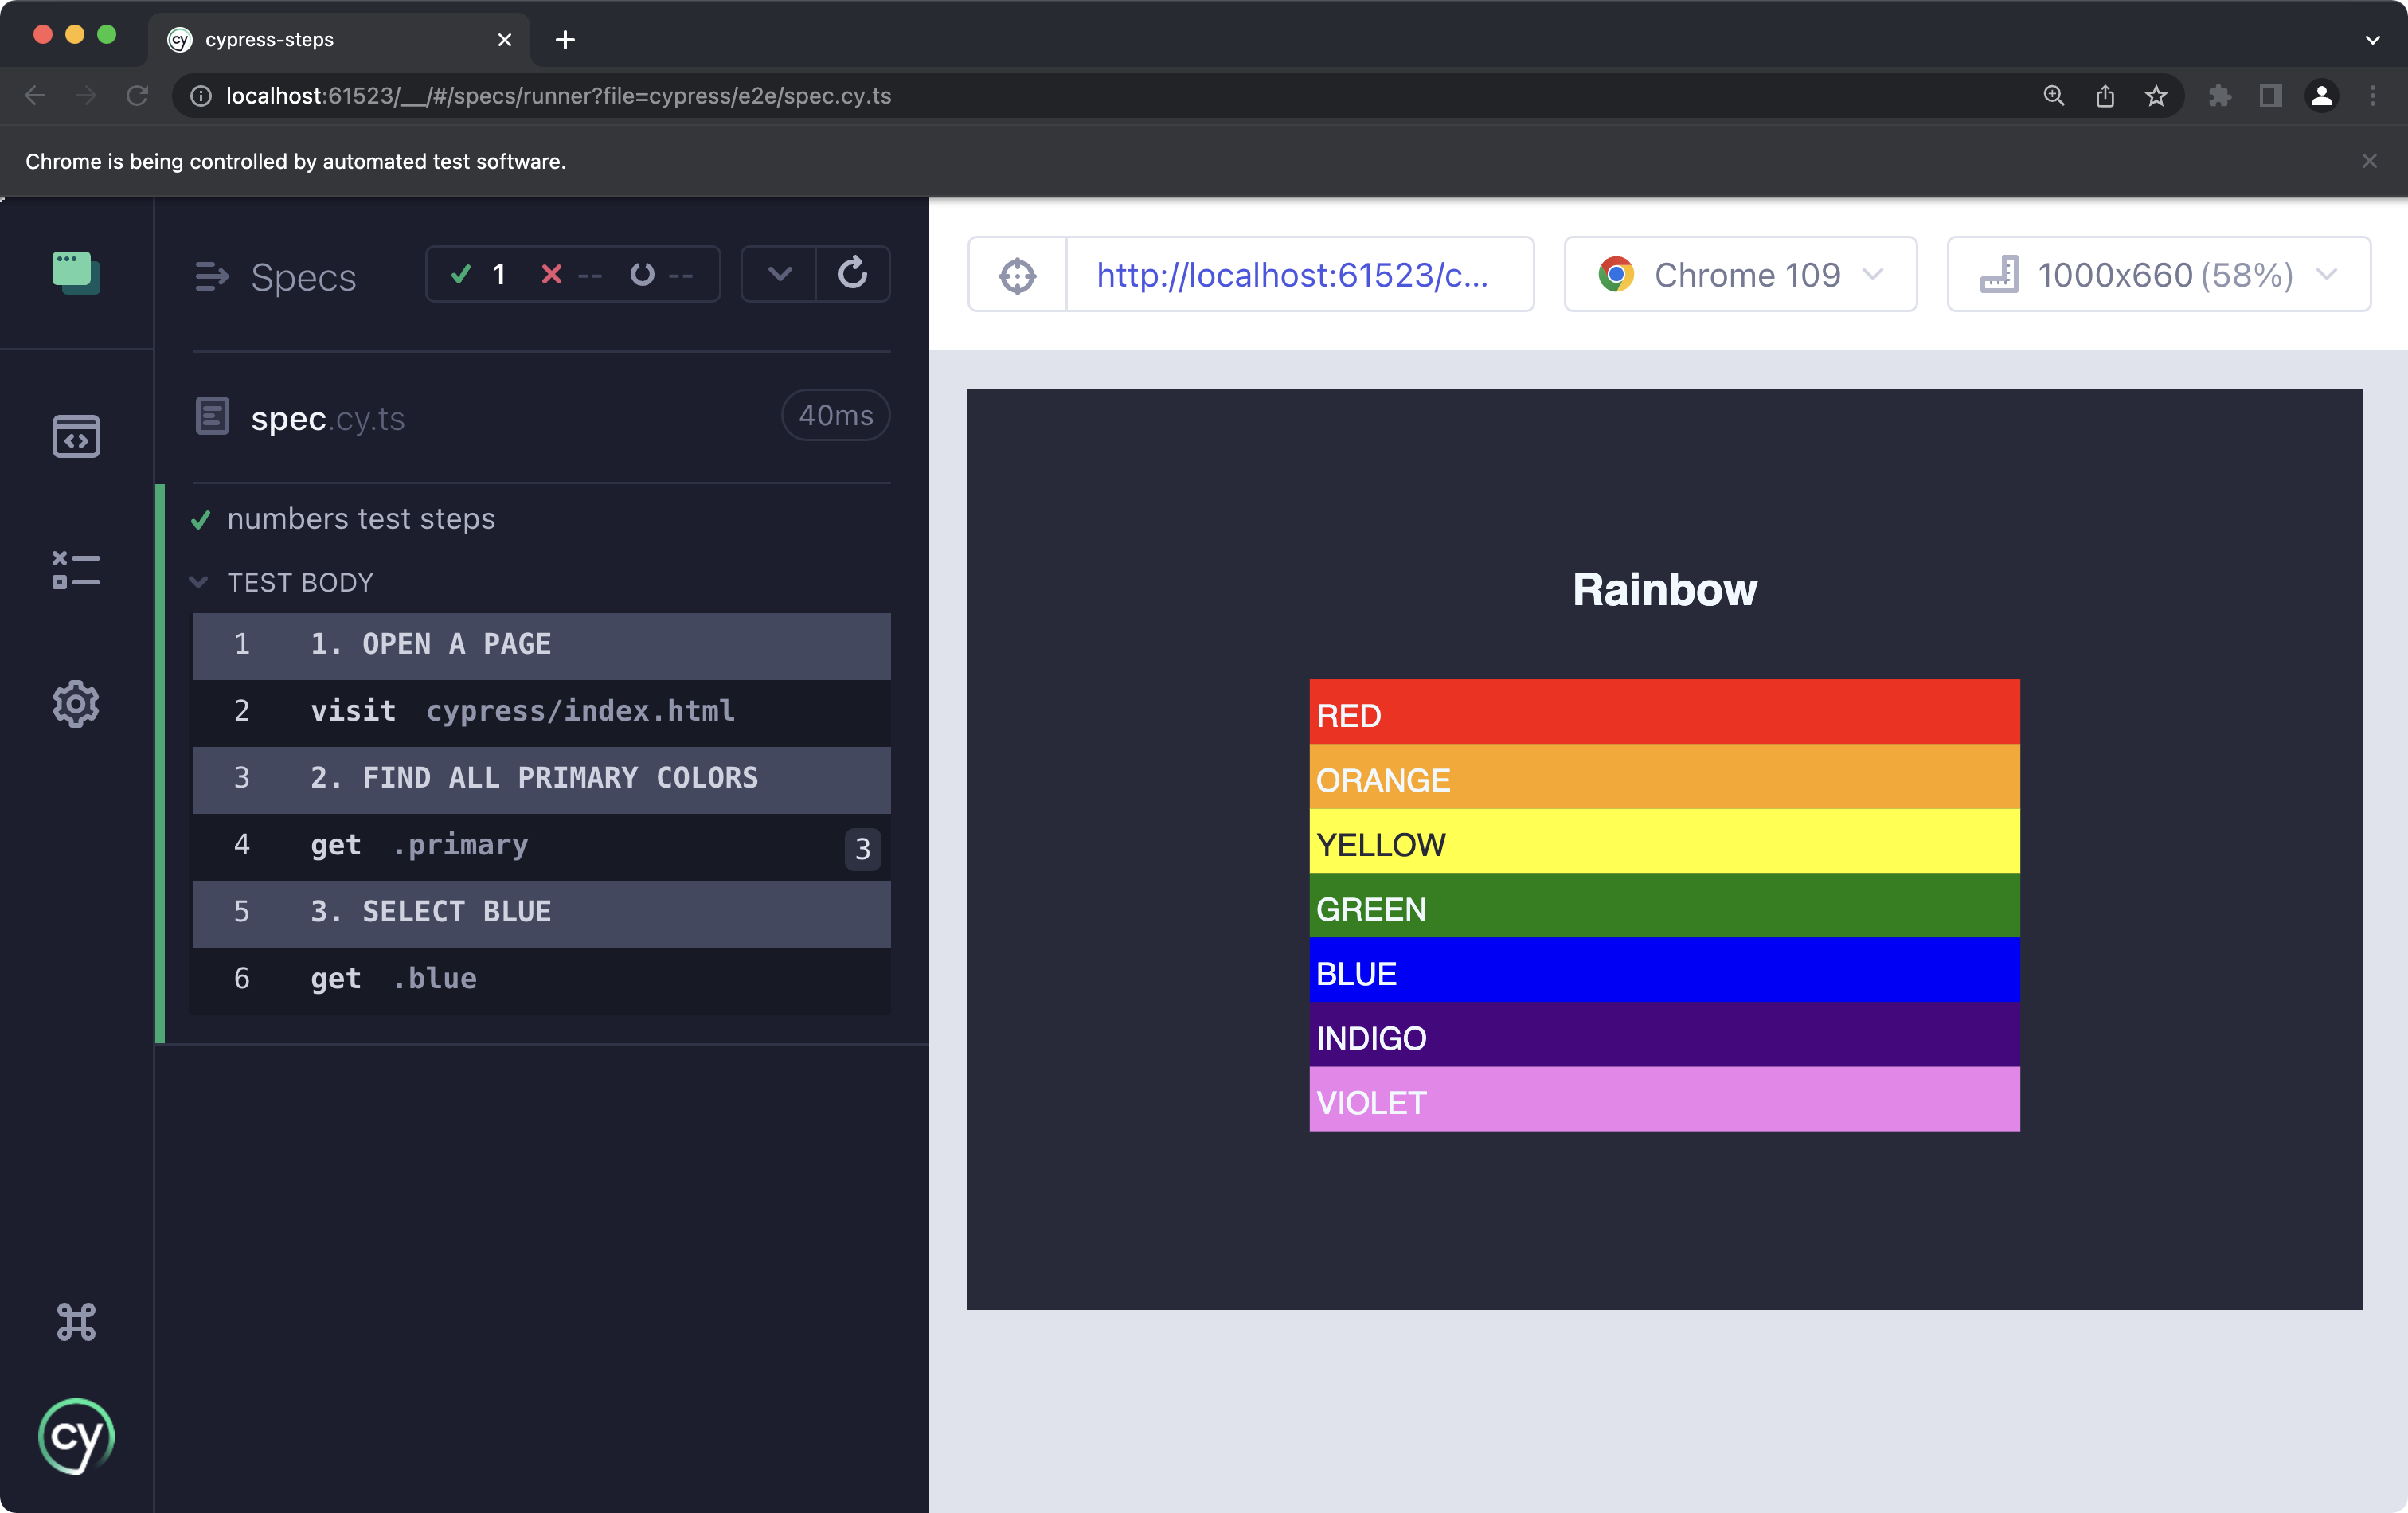 cypress-steps
localhost:61523/__/#/specs/runner?file=cypress/e2e/spec.cy.ts
Chrome is being controlled by automated test software.
Specs 1 -- --
http://localhost:61523/c... Chrome 109 1000x660 (58%)
spec.cy.ts 40ms
numbers test steps
TEST BODY
1 1. OPEN A PAGE
2 visit cypress/index.html
3 2. FIND ALL PRIMARY COLORS
4 get .primary 3
5 3. SELECT BLUE
6 get .blue
cy
Rainbow
RED
ORANGE
YELLOW
GREEN
BLUE
INDIGO
VIOLET